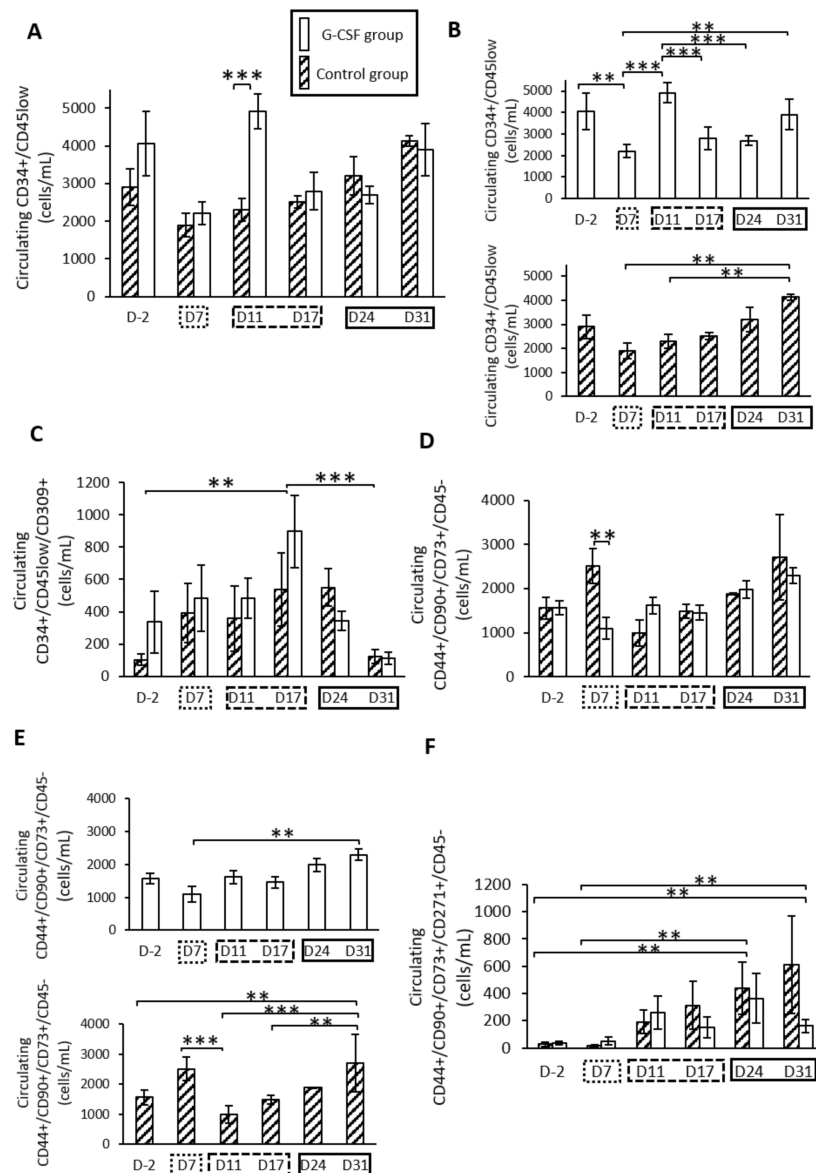 A
G-CSF group
Control group
***
Circulating CD34+/CD45low
(cells/mL)
5000
4000
3000
2000
1000
0
D-2 D7 D11 D17 D24 D31
B
**
***
** *** ***
Circulating CD34+/CD45low
(cells/mL)
5000
4000
3000
2000
1000
0
D-2 D7 D11 D17 D24 D31
**
**
Circulating CD34+/CD45low
(cells/mL)
5000
4000
3000
2000
1000
0
D-2 D7 D11 D17 D24 D31
C
** ***
Circulating
CD34+/CD45low/CD309+
(cells/mL)
1200
1000
800
600
400
200
0
D-2 D7 D11 D17 D24 D31
D
**
Circulating
CD44+/CD90+/CD73+/CD45-
(cells/mL)
4000
3000
2000
1000
0
D-2 D7 D11 D17 D24 D31
E
**
Circulating
CD44+/CD90+/CD73+/CD45-
(cells/mL)
4000
3000
2000
1000
0
D-2 D7 D11 D17 D24 D31
**
***
*** **
Circulating
CD44+/CD90+/CD73+/CD45-
(cells/mL)
4000
3000
2000
1000
0
D-2 D7 D11 D17 D24 D31
F
**
**
**
**
Circulating
CD44+/CD90+/CD73+/CD271+/CD45-
(cells/mL)
1200
1000
800
600
400
200
0
D-2 D7 D11 D17 D24 D31